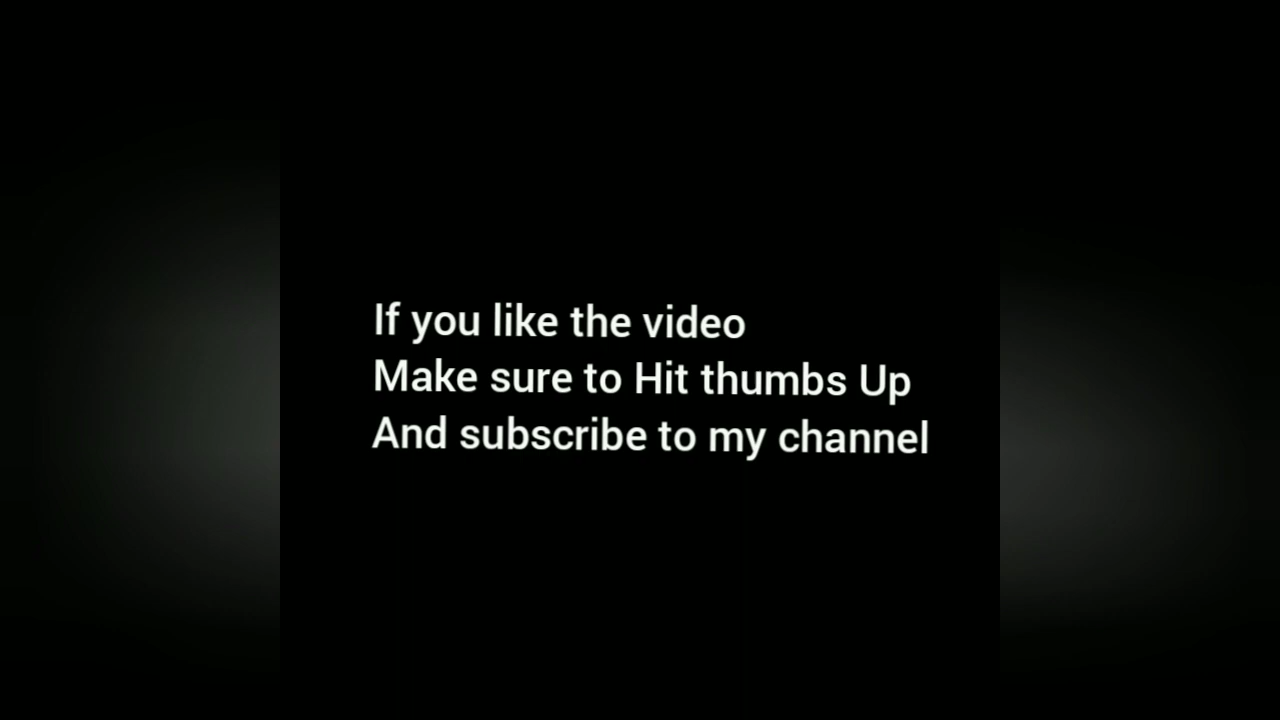 If you like the video
Make sure to Hit thumbs Up
And subscribe to my channel